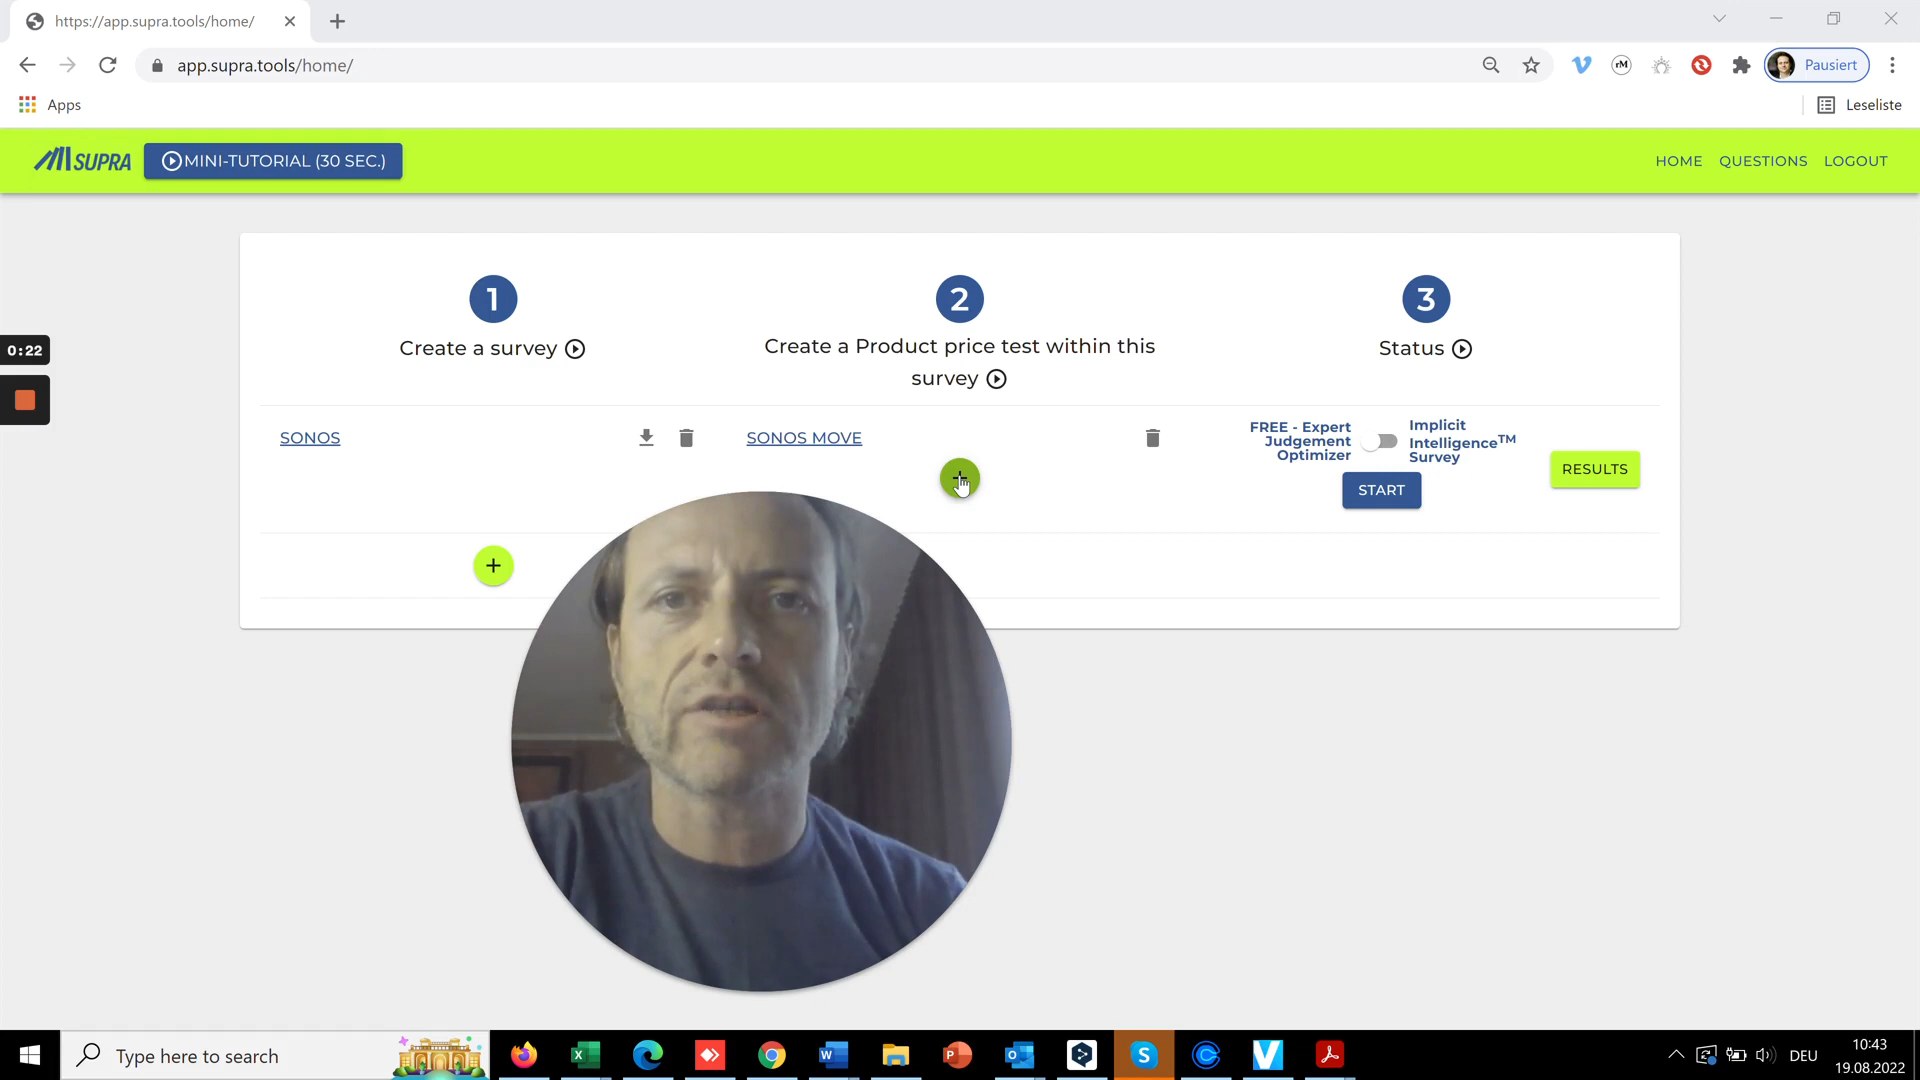 https://app.supra.tools/home/
app.supra.tools/home/
Pausiert
Apps
Leseliste
SUPRA
MINI-TUTORIAL (30 SEC.)
HOME
QUESTIONS
LOGOUT
1
2
3
Create a survey
Create a Product price test within this
survey
Status
0:22
SONOS
SONOS MOVE
FREE - Expert
Judgement
Optimizer
Implicit
Intelligence™
Survey
START
RESULTS
+
Type here to search
DEU
10:43
19.08.2022